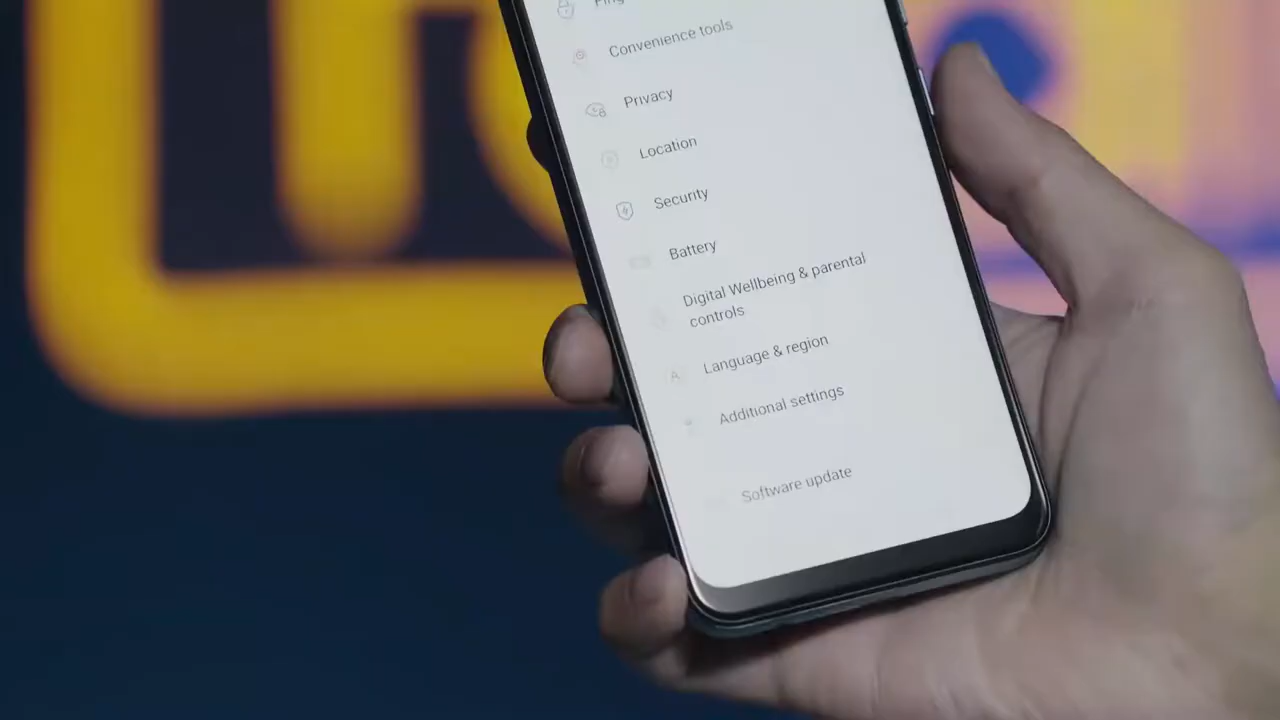 Convenience tools
Privacy
Location
Security
Battery
Digital Wellbeing & parental
controls
Language & region
Additional settings
Software update